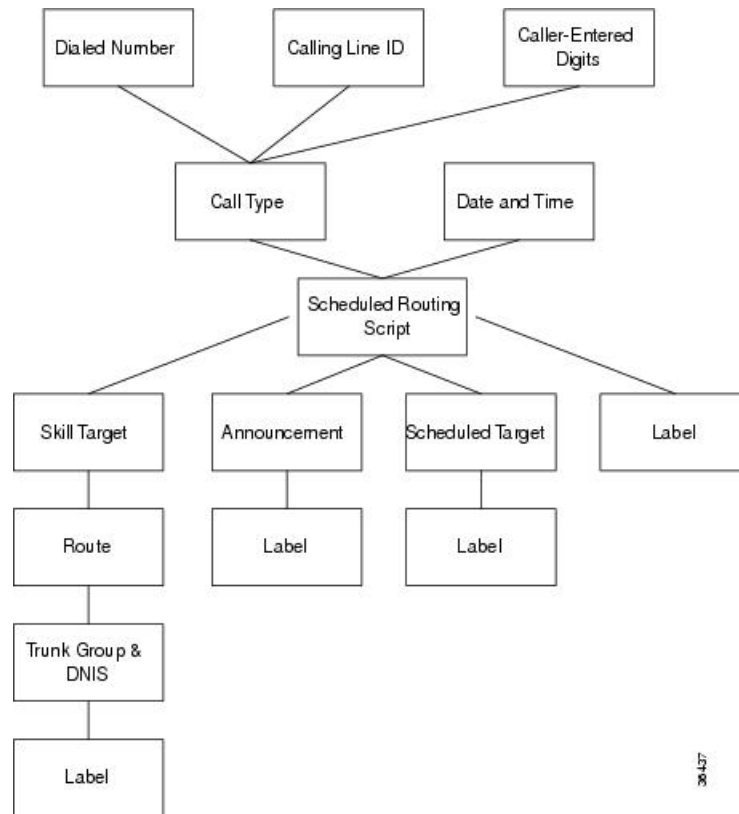 Dialed Number
Calling Line ID
Caller-Entered
Digits
Call Type
Date and Time
Scheduled Routing
Script
Skill Target
Announcement
Scheduled Target
Label
Route
Label
Label
Trunk Group &
DNIS
Label